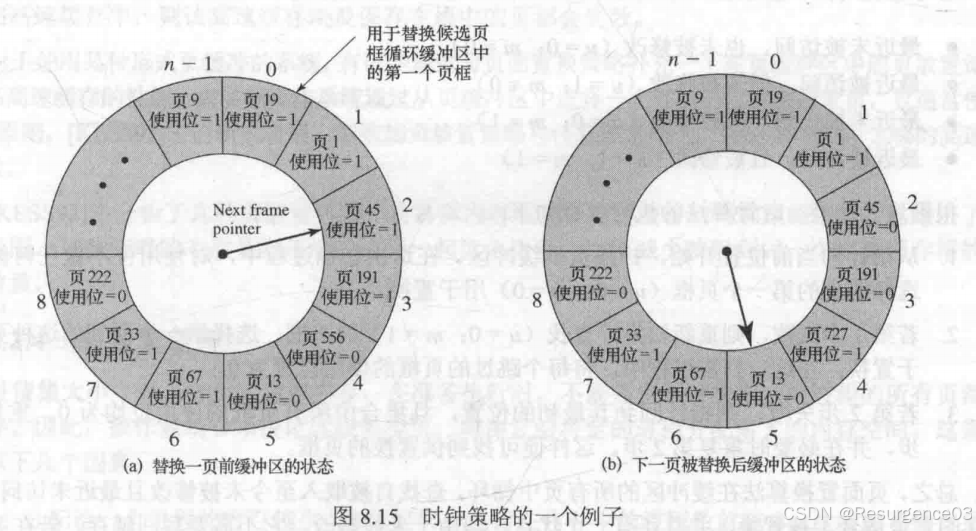 用于替换候选页
框循环缓冲区中
的第一个页框
n − 1
0
页 9
使用位=1
页 19
使用位=1
1
页 1
使用位=1
2
页 45
使用位=1
Next frame
pointer
页 191
使用位=1
3
页 556
使用位=0
4
页 13
使用位=0
5
页 67
使用位=1
6
页 33
使用位=1
7
页 222
使用位=0
8
(a) 替换一页前缓冲区的状态
n − 1
0
页 9
使用位=1
页 19
使用位=1
1
页 1
使用位=1
2
页 45
使用位=0
页 191
使用位=0
3
页 727
使用位=1
4
页 13
使用位=0
5
页 67
使用位=1
6
页 33
使用位=1
7
页 222
使用位=0
8
(b) 下一页被替换后缓冲区的状态
图 8.15 时钟策略的一个例子
CSDN @Resurgence03